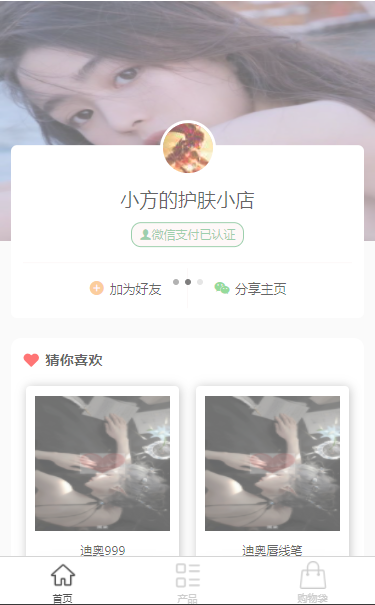 小方的护肤小店
微信支付已认证
加为好友
分享主页
猜你喜欢
迪奥999
迪奥唇线笔
首页
产品
购物袋